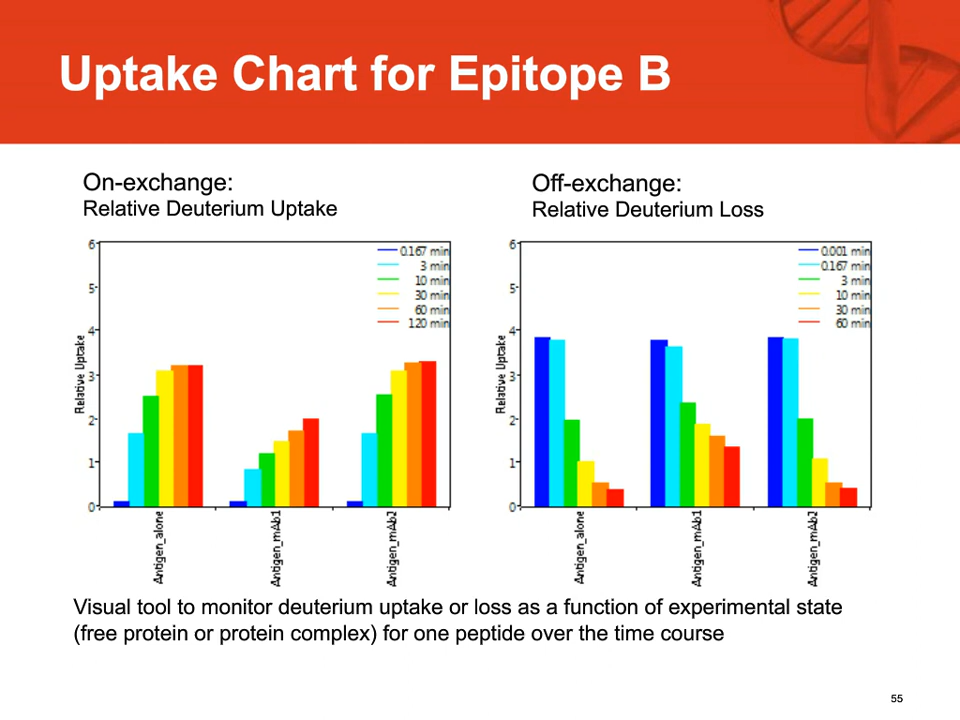 Uptake Chart for Epitope B
On-exchange:
Relative Deuterium Uptake
Off-exchange:
Relative Deuterium Loss
6
5
4
3
2
1
0
Relative Uptake
0.167 min
3 min
10 min
30 min
60 min
120 min
Antigen_alone
Antigen_mAb1
Antigen_mAb2
6
5
4
3
2
1
0
Relative Uptake
0.001 min
0.167 min
3 min
10 min
30 min
60 min
Antigen_alone
Antigen_mAb1
Antigen_mAb2
Visual tool to monitor deuterium uptake or loss as a function of experimental state
(free protein or protein complex) for one peptide over the time course
55